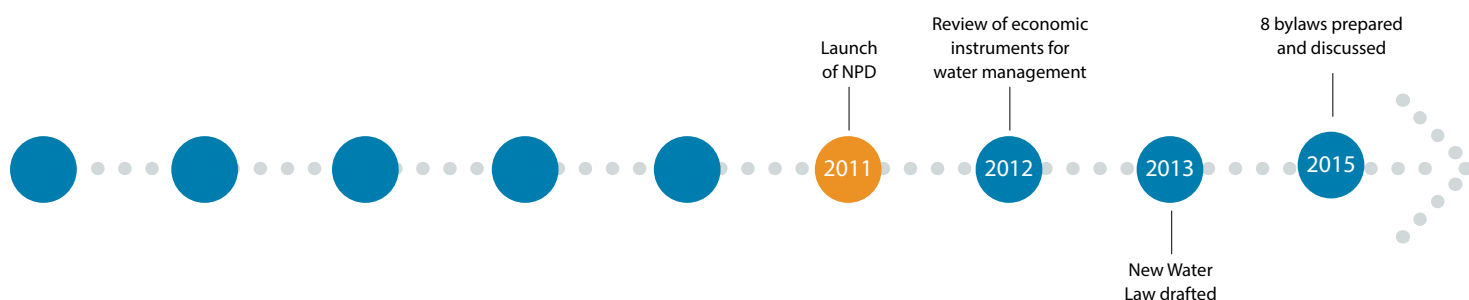 Launch
of NPD
2011
Review of economic
instruments for
water management
2012
2013
New Water
Law drafted
8 bylaws prepared
and discussed
2015